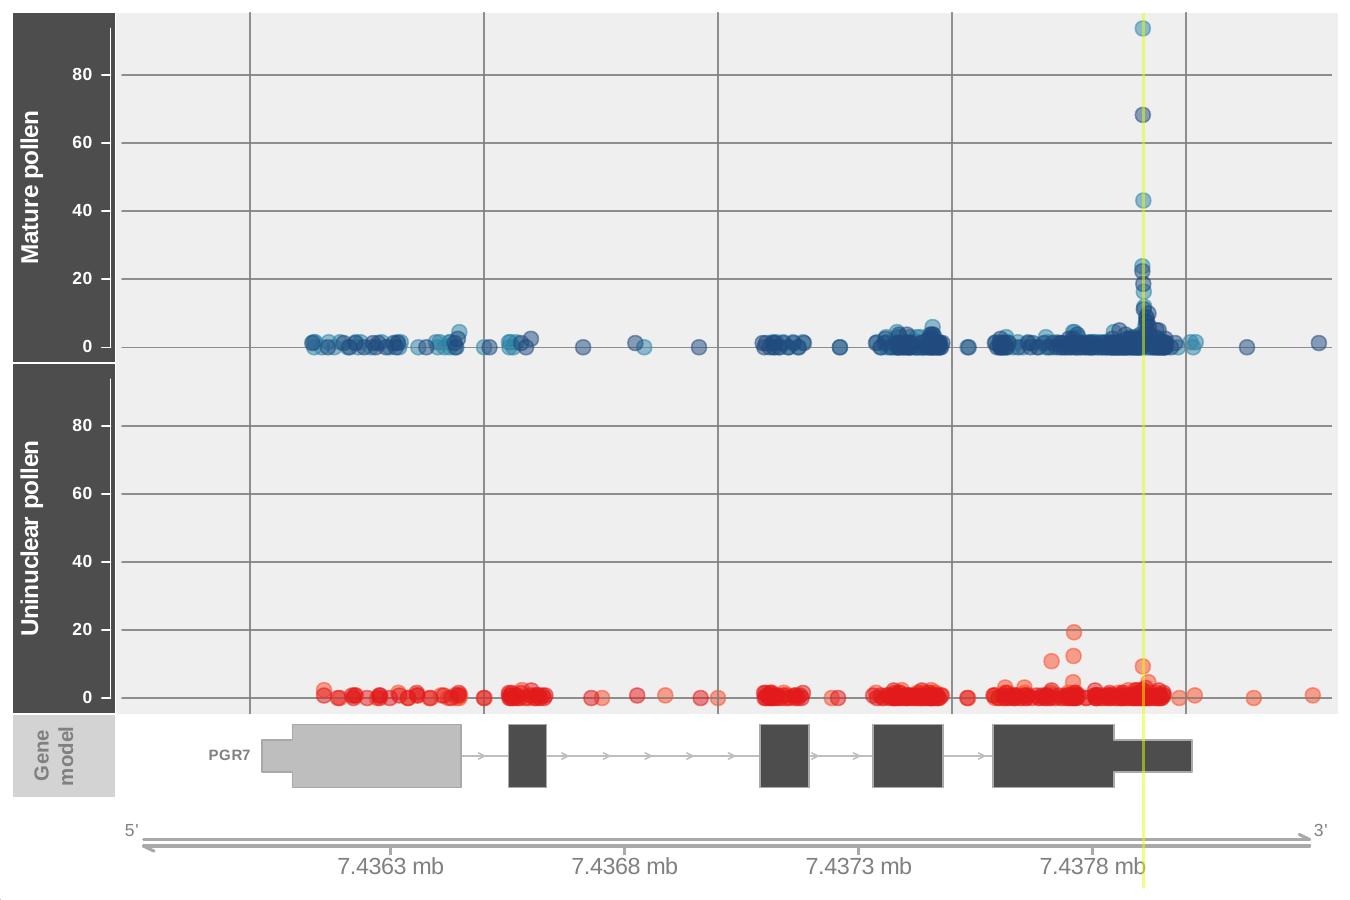 Mature pollen
80
60
40
20
0
Uninuclear pollen
80
60
40
20
0
Gene
model
PGR7
5'
3'
7.4363 mb
7.4368 mb
7.4373 mb
7.4378 mb